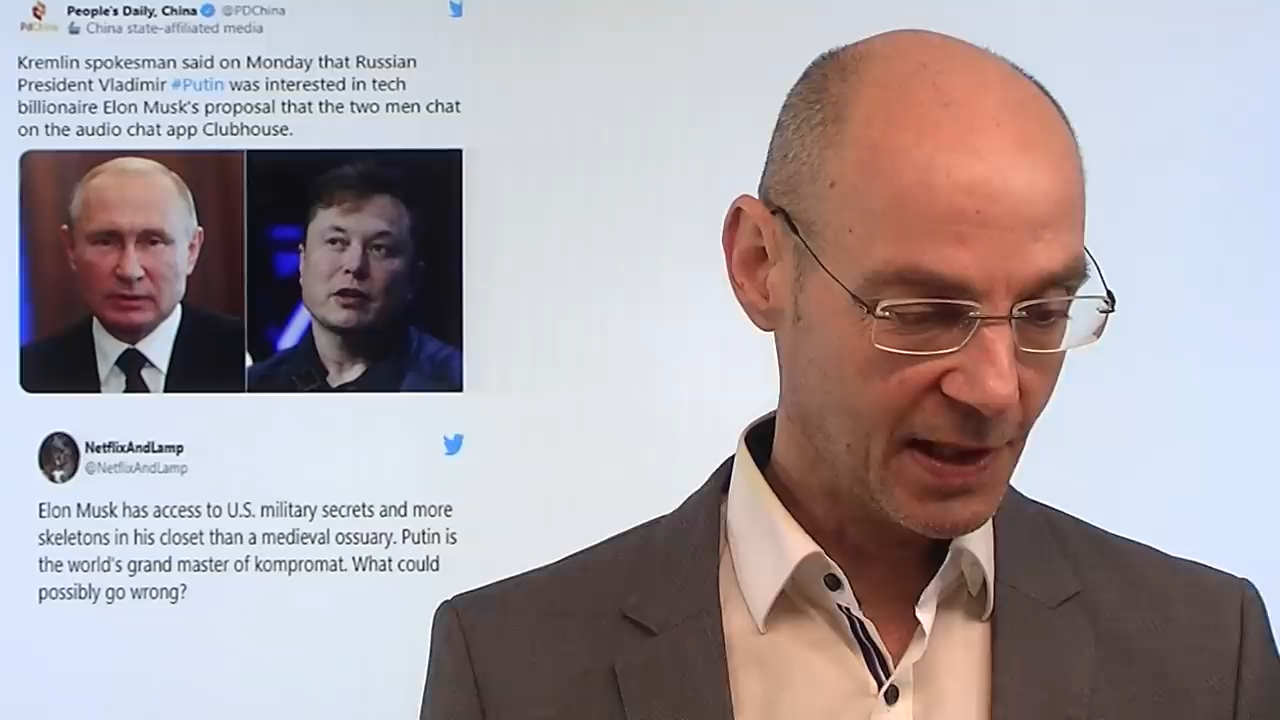 People's Daily, China @PDChina
China state-affiliated media
Kremlin spokesman said on Monday that Russian
President Vladimir #Putin was interested in tech
billionaire Elon Musk's proposal that the two men chat
on the audio chat app Clubhouse.
NetflixAndLamp
@NetflixAndLamp
Elon Musk has access to U.S. military secrets and more
skeletons in his closet than a medieval ossuary. Putin is
the world's grand master of kompromat. What could
possibly go wrong?